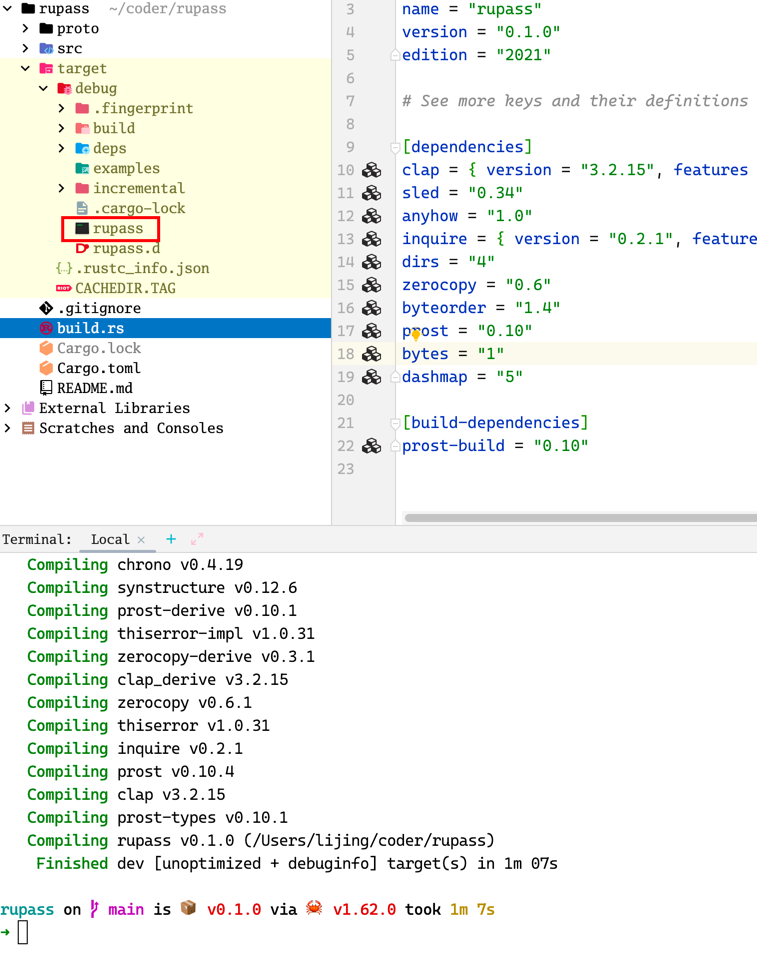 rupass ~/coder/rupass
proto
src
target
debug
.fingerprint
build
deps
examples
incremental
.cargo-lock
rupass
rupass.d
.rustc_info.json
CACHEDIR.TAG
.gitignore
build.rs
Cargo.lock
Cargo.toml
README.md
External Libraries
Scratches and Consoles
3 name = "rupass"
4 version = "0.1.0"
5 edition = "2021"
6
7 # See more keys and their definitions
8
9 [dependencies]
10 clap = { version = "3.2.15", features
11 sled = "0.34"
12 anyhow = "1.0"
13 inquire = { version = "0.2.1", feature
14 dirs = "4"
15 zerocopy = "0.6"
16 byteorder = "1.4"
17 prost = "0.10"
18 bytes = "1"
19 dashmap = "5"
20
21 [build-dependencies]
22 prost-build = "0.10"
23
Terminal: Local × +
Compiling chrono v0.4.19
Compiling synstructure v0.12.6
Compiling prost-derive v0.10.1
Compiling thiserror-impl v1.0.31
Compiling zerocopy-derive v0.3.1
Compiling clap_derive v3.2.15
Compiling zerocopy v0.6.1
Compiling thiserror v1.0.31
Compiling inquire v0.2.1
Compiling prost v0.10.4
Compiling clap v3.2.15
Compiling prost-types v0.10.1
Compiling rupass v0.1.0 (/Users/lijing/coder/rupass)
Finished dev [unoptimized + debuginfo] target(s) in 1m 07s
rupass on main is 📦 v0.1.0 via 🦀 v1.62.0 took 1m 7s
➜